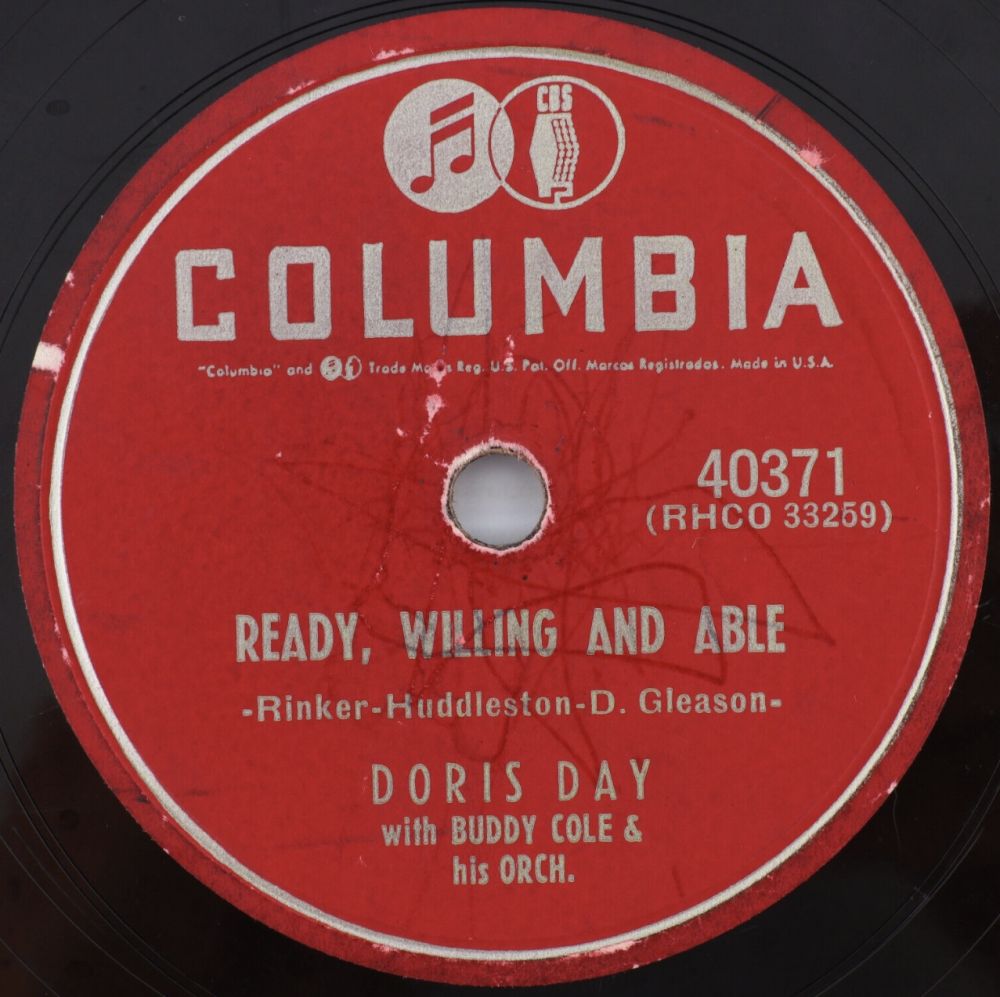 CBS
COLUMBIA
"Columbia" and Trade Marks Reg. U.S. Pat. Off. Marcas Registradas. Made in U.S.A.
40371
(RHCO 33259)
READY, WILLING AND ABLE
-Rinker-Huddleston-D. Gleason-
DORIS DAY
with BUDDY COLE &
his ORCH.